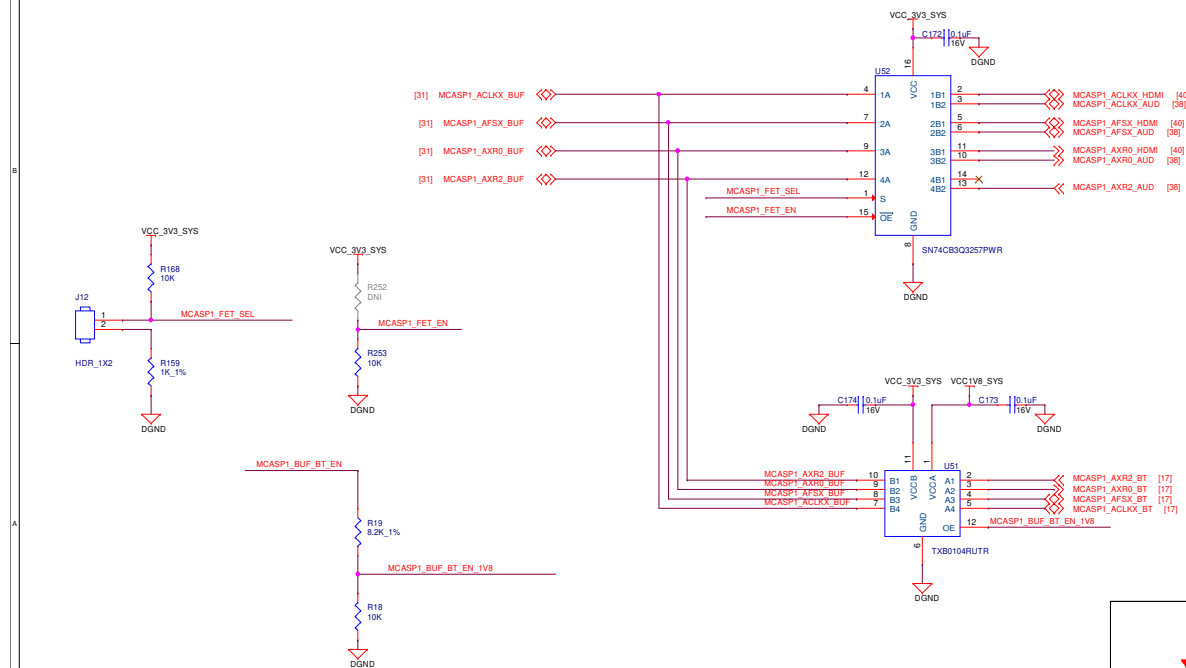 VCC_3V3_SYS
C172 0.1uF
16V
DGND
16
U52
VCC
[31] MCASP1_ACLKX_BUF 4 1A 1B1 2 MCASP1_ACLKX_HDMI
1B2 3 MCASP1_ACLKX_AUD [38]
[31] MCASP1_AFSX_BUF 7 2A 2B1 5 MCASP1_AFSX_HDMI [40]
2B2 6 MCASP1_AFSX_AUD [38]
[31] MCASP1_AXR0_BUF 9 3A 3B1 11 MCASP1_AXR0_HDMI [40]
3B2 10 MCASP1_AXR0_AUD [38]
[31] MCASP1_AXR2_BUF 12 4A 4B1 14
4B2 13 MCASP1_AXR2_AUD [38]
MCASP1_FET_SEL 1 S
MCASP1_FET_EN 15 OE
GND
8
SN74CB3Q3257PWR
DGND
B
VCC_3V3_SYS
R168
10K
J12
1
2
MCASP1_FET_SEL
HDR_1X2
R159
1K_1%
DGND
VCC_3V3_SYS
R252
DNI
MCASP1_FET_EN
R253
10K
DGND
VCC_3V3_SYS VCC1V8_SYS
C174 0.1uF
16V
DGND
C173 0.1uF
16V
DGND
11 1
U51
VCCB VCCA
MCASP1_AXR2_BUF 10 B1 A1 2 MCASP1_AXR2_BT [17]
MCASP1_AXR0_BUF 9 B2 A2 3 MCASP1_AXR0_BT [17]
MCASP1_AFSX_BUF 8 B3 A3 4 MCASP1_AFSX_BT [17]
MCASP1_ACLKX_BUF 7 B4 A4 5 MCASP1_ACLKX_BT [17]
GND OE 12 MCASP1_BUF_BT_EN_1V8
6
TXB0104RUTR
DGND
A
MCASP1_BUF_BT_EN
R19
8.2K_1%
MCASP1_BUF_BT_EN_1V8
R18
10K
DGND